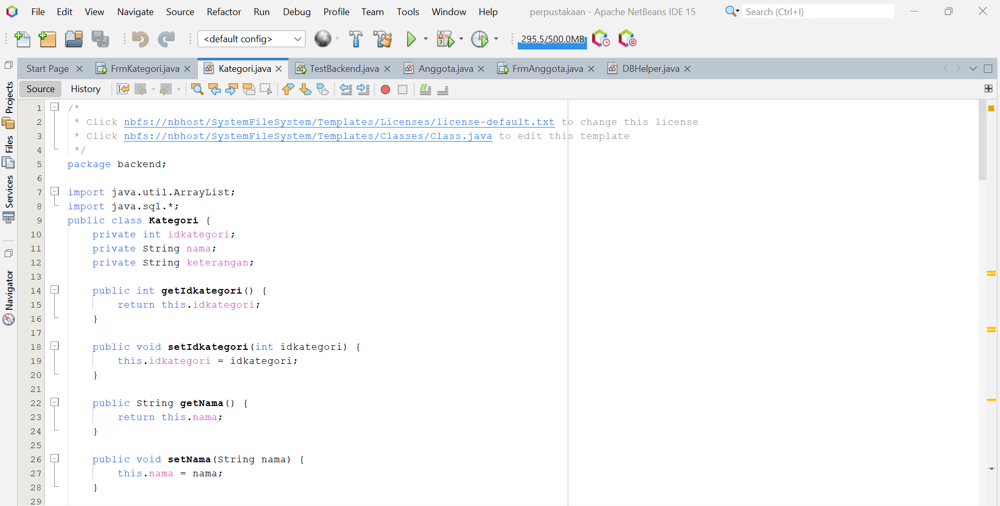 File Edit View Navigate Source Refactor Run Debug Profile Team Tools Window Help perpustakaan - Apache NetBeans IDE 15 Search (Ctrl+I)
<default config> 295.5/500.0MB
Start Page FrmKategori.java Kategori.java TestBackend.java Anggota.java FrmAnggota.java DBHelper.java
Source History
Projects
Files
Services
Navigator
1 /*
2 * Click nbfs://nbhost/SystemFileSystem/Templates/Licenses/license-default.txt to change this license
3 * Click nbfs://nbhost/SystemFileSystem/Templates/Classes/Class.java to edit this template
4 */
5 package backend;
6
7 import java.util.ArrayList;
8 import java.sql.*;
9 public class Kategori {
10 private int idkategori;
11 private String nama;
12 private String keterangan;
13
14 public int getIdkategori() {
15 return this.idkategori;
16 }
17
18 public void setIdkategori(int idkategori) {
19 this.idkategori = idkategori;
20 }
21
22 public String getNama() {
23 return this.nama;
24 }
25
26 public void setNama(String nama) {
27 this.nama = nama;
28 }
29